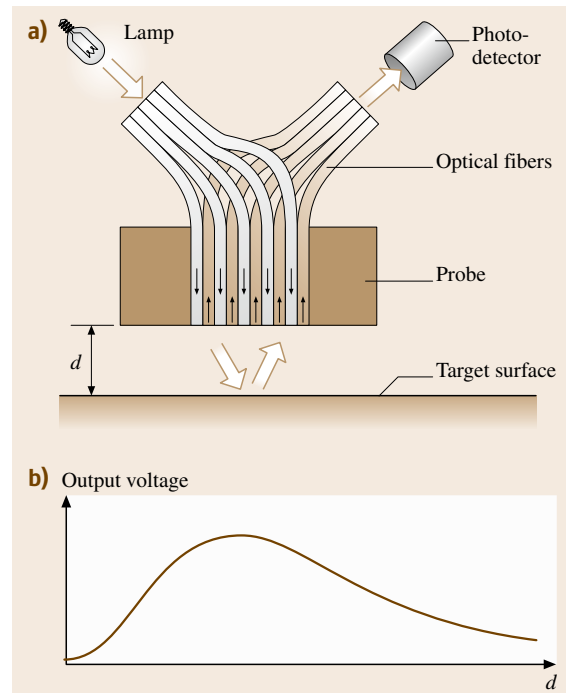 a)
Lamp
Photo-
detector
Optical fibers
Probe
d
Target surface
b)
Output voltage
d